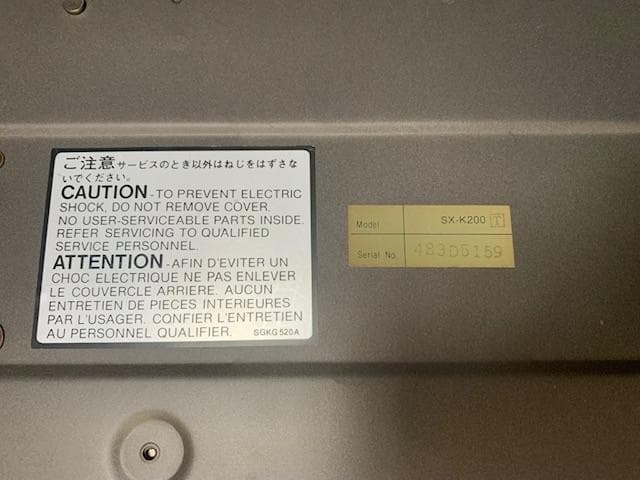 ご注意 サービスのとき以外はねじをはずさな
いでください。
CAUTION-TO PREVENT ELECTRIC
SHOCK, DO NOT REMOVE COVER.
NO USER-SERVICEABLE PARTS INSIDE.
REFER SERVICING TO QUALIFIED
SERVICE PERSONNEL.
ATTENTION-AFIN D'EVITER UN
CHOC ELECTRIQUE NE PAS ENLEVER
LE COUVERCLE ARRIERE. AUCUN
ENTRETIEN DE PIECES INTERIEURES
PAR L'USAGER. CONFIER L'ENTRETIEN
AU PERSONNEL QUALIFIER. SGKG520A
Model SX-K200 T
Serial No. 483D5159